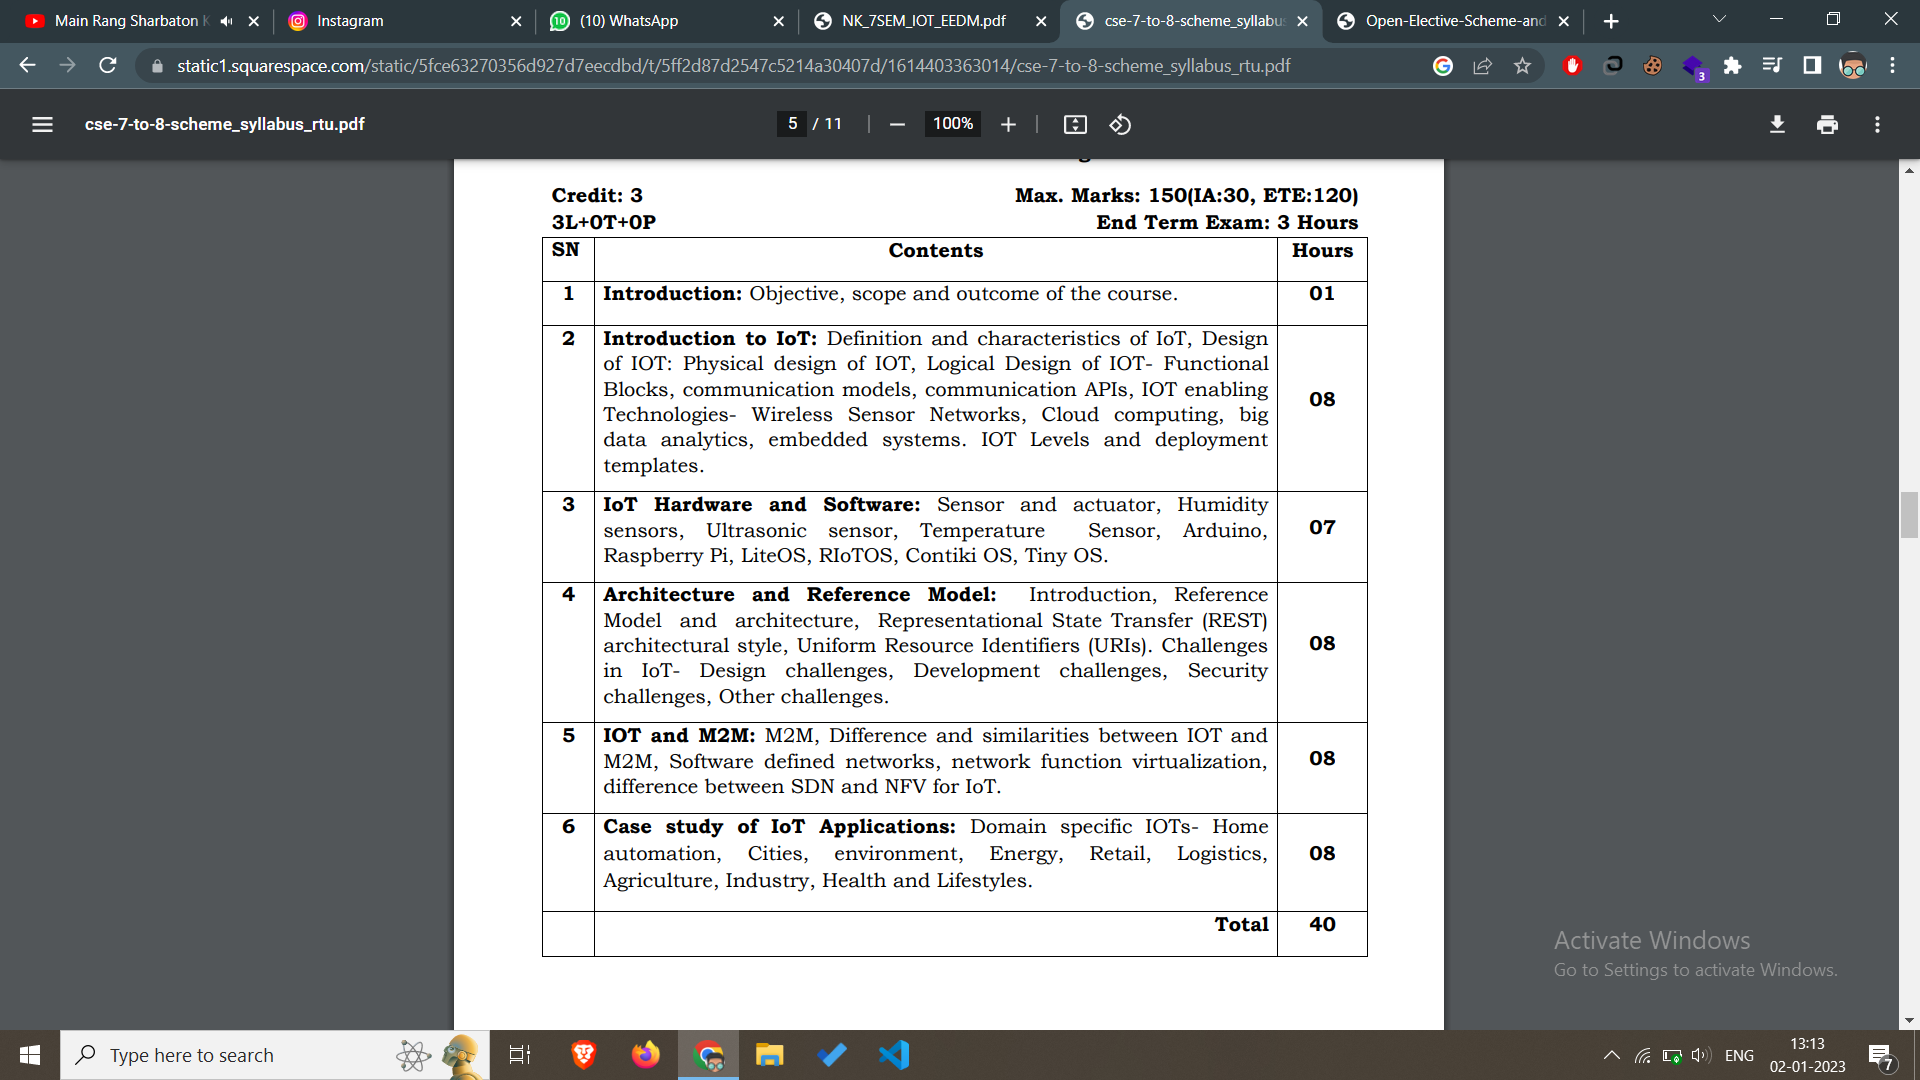 Main Rang Sharbaton K
Instagram
(10) WhatsApp
NK_7SEM_IOT_EEDM.pdf
cse-7-to-8-scheme_syllabus
Open-Elective-Scheme-and
static1.squarespace.com/static/5fce63270356d927d7eecdbd/t/5ff2d87d2547c5214a30407d/1614403363014/cse-7-to-8-scheme_syllabus_rtu.pdf
3
cse-7-to-8-scheme_syllabus_rtu.pdf
5 / 11
100%
Credit: 3
Max. Marks: 150(IA:30, ETE:120)
3L+0T+0P
End Term Exam: 3 Hours
SN Contents Hours
1 Introduction: Objective, scope and outcome of the course. 01
2 Introduction to IoT: Definition and characteristics of IoT, Design
of IOT: Physical design of IOT, Logical Design of IOT- Functional
Blocks, communication models, communication APIs, IOT enabling
08
Technologies- Wireless Sensor Networks, Cloud computing, big
data analytics, embedded systems. IOT Levels and deployment
templates.
3 IoT Hardware and Software: Sensor and actuator, Humidity
sensors, Ultrasonic sensor, Temperature Sensor, Arduino,
07
Raspberry Pi, LiteOS, RIoTOS, Contiki OS, Tiny OS.
4 Architecture and Reference Model: Introduction, Reference
Model and architecture, Representational State Transfer (REST)
architectural style, Uniform Resource Identifiers (URIs). Challenges
08
in IoT- Design challenges, Development challenges, Security
challenges, Other challenges.
5 IOT and M2M: M2M, Difference and similarities between IOT and
M2M, Software defined networks, network function virtualization,
08
difference between SDN and NFV for IoT.
6 Case study of IoT Applications: Domain specific IOTs- Home
automation, Cities, environment, Energy, Retail, Logistics,
08
Agriculture, Industry, Health and Lifestyles.
Total 40
Activate Windows
Go to Settings to activate Windows.
Type here to search
ENG
13:13
02-01-2023
7